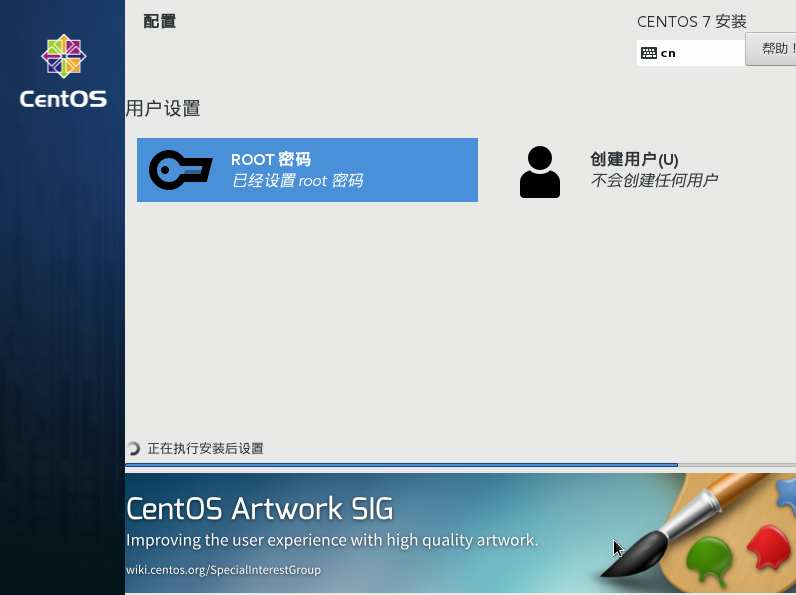 配置
CENTOS 7 安装
cn
帮助!
CentOS
用户设置
ROOT 密码
已经设置 root 密码
创建用户(U)
不会创建任何用户
正在执行安装后设置
CentOS Artwork SIG
Improving the user experience with high quality artwork.
wiki.centos.org/SpecialInterestGroup